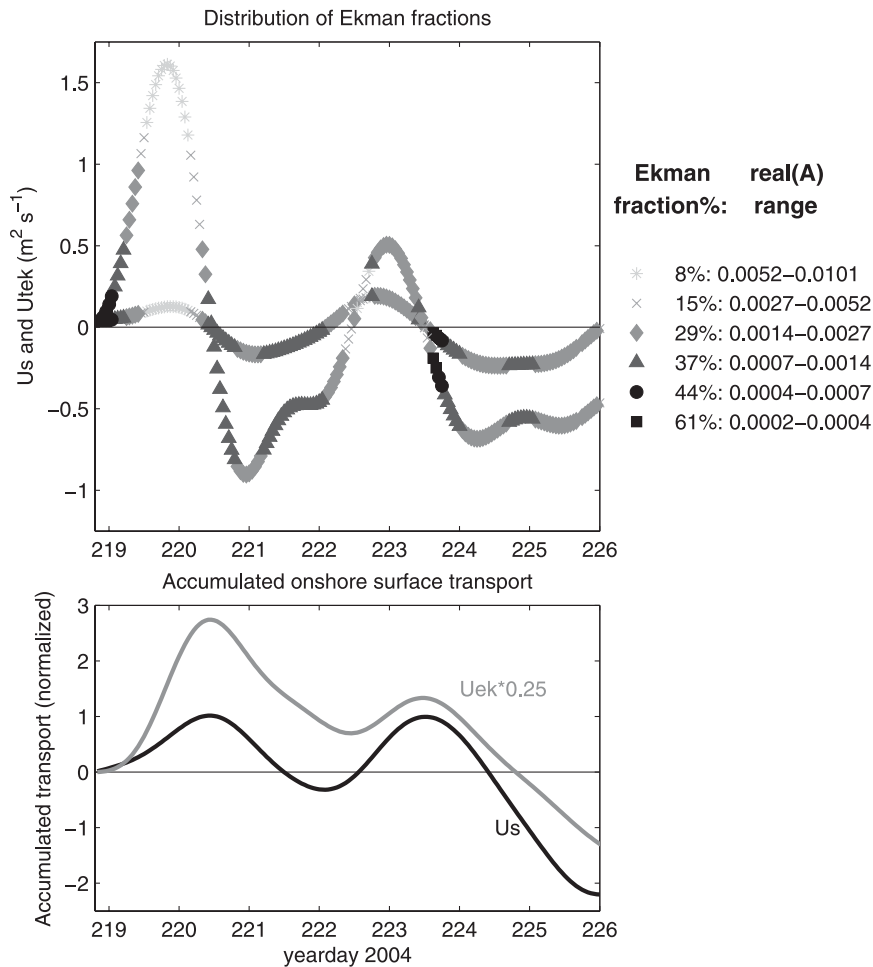 Distribution of Ekman fractions
1.5
1
0.5
0
−0.5
−1
Us and Utek (m² s⁻¹)
219 220 221 222 223 224 225 226
Ekman real(A)
fraction%: range
8%: 0.0052−0.0101
15%: 0.0027−0.0052
29%: 0.0014−0.0027
37%: 0.0007−0.0014
44%: 0.0004−0.0007
61%: 0.0002−0.0004
Accumulated onshore surface transport
3
2
1
0
−1
−2
Accumulated transport (normalized)
Uek*0.25
Us
219 220 221 222 223 224 225 226
yearday 2004